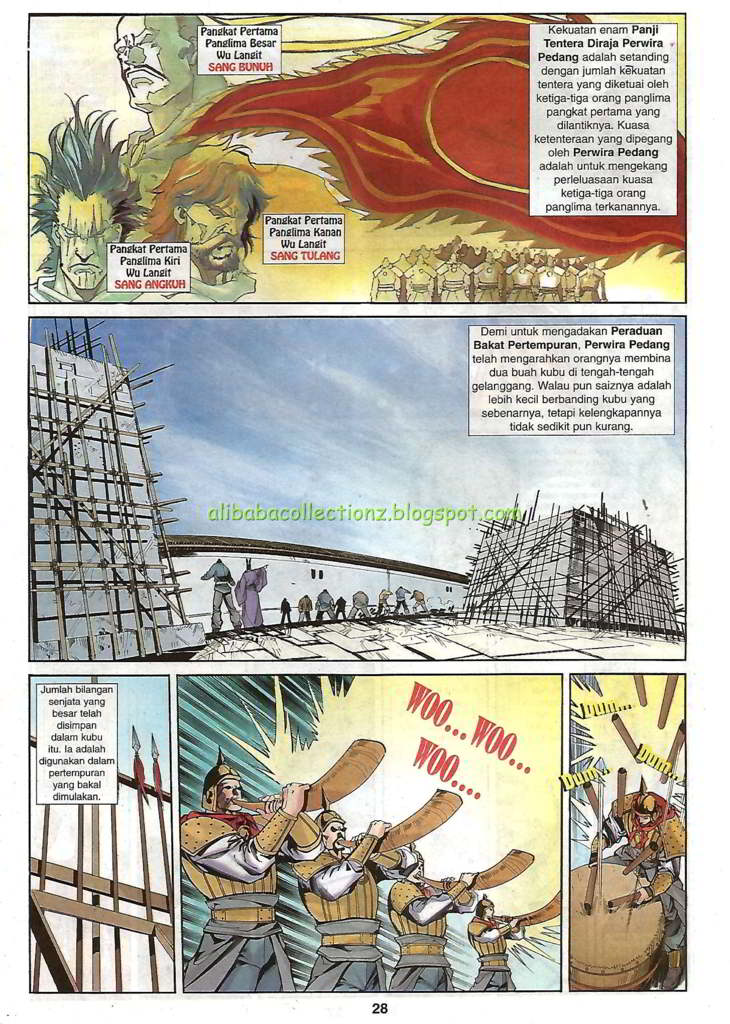 Pangkat Pertama
Panglima Besar
Wu Langit
SANG BUNUH
Kekuatan enam Panji
Tentera Diraja Perwira
Pedang adalah setanding
dengan jumlah kekuatan
tentera yang diketuai oleh
ketiga-tiga orang panglima
pangkat pertama yang
dilantiknya. Kuasa
ketenteraan yang dipegang
oleh Perwira Pedang
adalah untuk mengekang
perleluasaan kuasa
ketiga-tiga orang
panglima terkanannya.
Pangkat Pertama
Panglima Kanan
Wu Langit
SANG TULANG
Pangkat Pertama
Panglima Kiri
Wu Langit
SANG ANGKUH
Demi untuk mengadakan Peraduan
Bakat Pertempuran, Perwira Pedang
telah mengarahkan orangnya membina
dua buah kubu di tengah-tengah
gelanggang. Walau pun saiznya adalah
lebih kecil berbanding kubu yang
sebenarnya, tetapi kelengkapannya
tidak sedikit pun kurang.
alibabacollectionz.blogspot.com
Jumlah bilangan
senjata yang
besar telah
disimpan
dalam kubu
itu. Ia adalah
digunakan dalam
pertempuran
yang bakal
dimulakan.
WOO... WOO...
WOO....
DUM
DUM
DUM
28